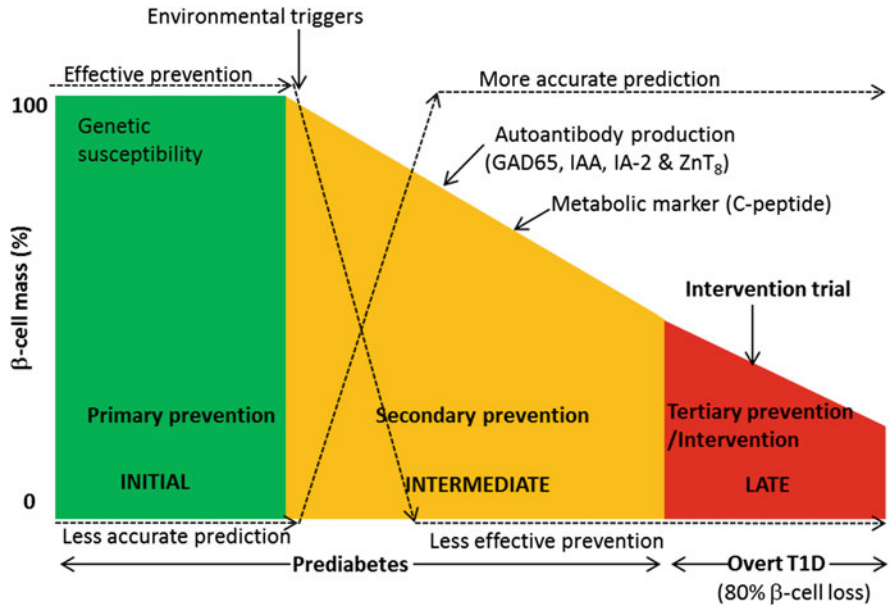 Environmental triggers
Effective prevention
More accurate prediction
100
Genetic
susceptibility
Autoantibody production
(GAD65, IAA, IA-2 & ZnT₈)
Metabolic marker (C-peptide)
β-cell mass (%)
Intervention trial
Primary prevention
Secondary prevention
Tertiary prevention
/Intervention
INITIAL
INTERMEDIATE
LATE
0
Less accurate prediction
Less effective prevention
Prediabetes
Overt T1D
(80% β-cell loss)